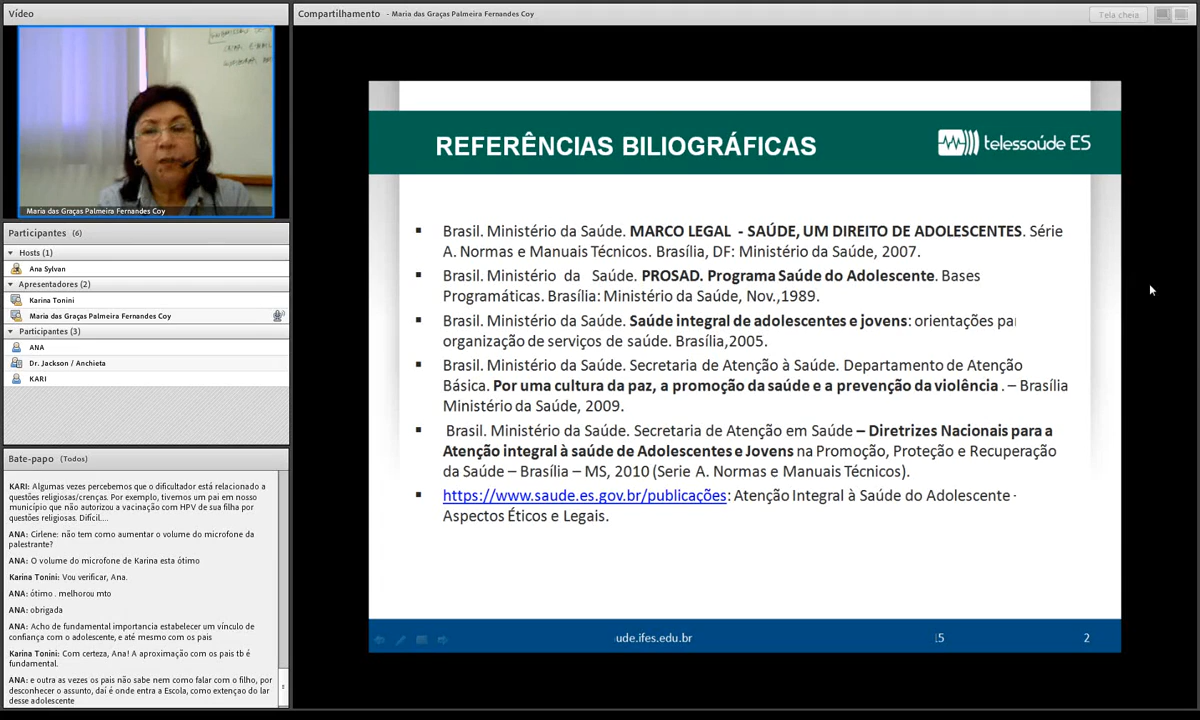 Vídeo
Maria das Graças Palmeira Fernandes Coy
Participantes (6)
Hosts (1)
Ana Sylvan
Apresentadores (2)
Karina Tonini
Maria das Graças Palmeira Fernandes Coy
Participantes (3)
ANA
Dr. Jackson / Anchieta
KARI
Bate-papo (Todos)
KARI: Algumas vezes percebemos que o dificultador está relacionado a
questões religiosas/crenças. Por exemplo, tivemos um pai em nosso
município que não autorizou a vacinação com HPV de sua filha por
questões religiosas. Difícil....
ANA: Cirlene: não tem como aumentar o volume do microfone da
palestrante?
ANA: O volume do microfone de Karina esta ótimo
Karina Tonini: Vou verificar, Ana.
ANA: ótimo . melhorou mto
ANA: obrigada
ANA: Acho de fundamental importancia estabelecer um vínculo de
confiança com o adolescente, e até mesmo com os pais
Karina Tonini: Com certeza, Ana! A aproximação com os pais tb é
fundamental.
ANA: e outra as vezes os pais não sabe nem como falar com o filho, por
desconhecer o assunto, daí é onde entra a Escola, como extençao do lar
desse adolescente
Compartilhamento - Maria das Graças Palmeira Fernandes Coy
Tela cheia
REFERÊNCIAS BILIOGRÁFICAS
telessaúde ES
Brasil. Ministério da Saúde. MARCO LEGAL - SAÚDE, UM DIREITO DE ADOLESCENTES. Série
A. Normas e Manuais Técnicos. Brasília, DF: Ministério da Saúde, 2007.
Brasil. Ministério da Saúde. PROSAD. Programa Saúde do Adolescente. Bases
Programáticas. Brasília: Ministério da Saúde, Nov.,1989.
Brasil. Ministério da Saúde. Saúde integral de adolescentes e jovens: orientações pa
organização de serviços de saúde. Brasília,2005.
Brasil. Ministério da Saúde. Secretaria de Atenção à Saúde. Departamento de Atenção
Básica. Por uma cultura da paz, a promoção da saúde e a prevenção da violência . – Brasília
Ministério da Saúde, 2009.
Brasil. Ministério da Saúde. Secretaria de Atenção em Saúde – Diretrizes Nacionais para a
Atenção integral à saúde de Adolescentes e Jovens na Promoção, Proteção e Recuperação
da Saúde – Brasília – MS, 2010 (Serie A. Normas e Manuais Técnicos).
https://www.saude.es.gov.br/publicações: Atenção Integral à Saúde do Adolescente -
Aspectos Éticos e Legais.
ude.ifes.edu.br
15
2